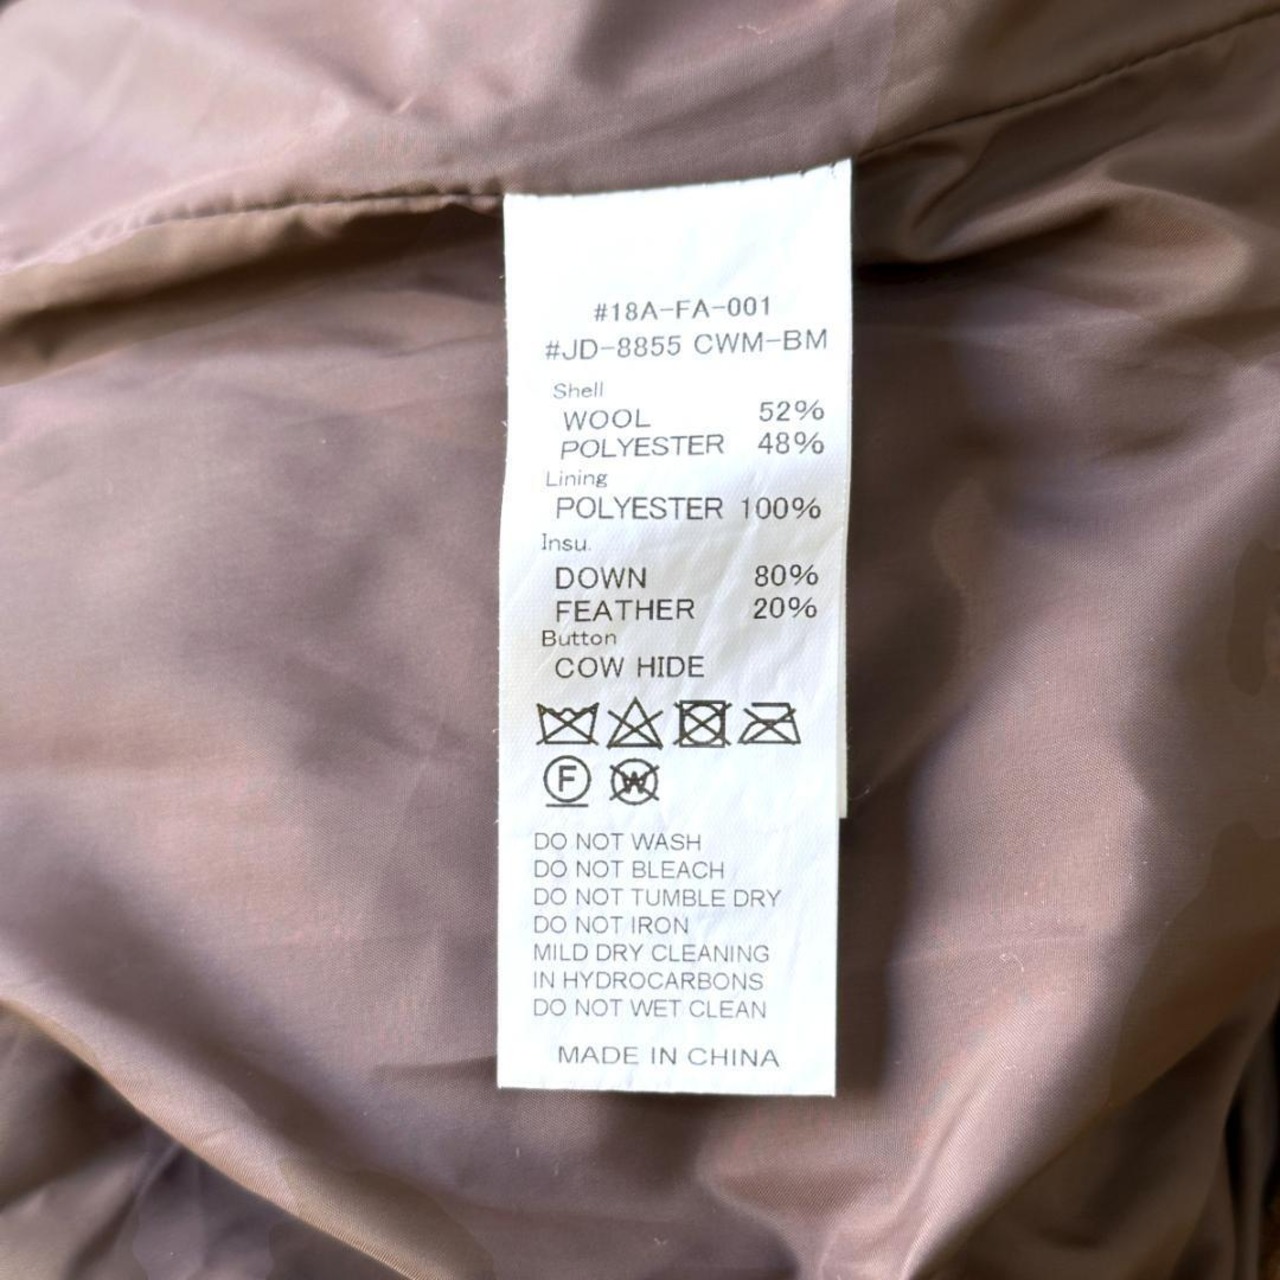 #18A-FA-001
#JD-8855 CWM-BM
Shell
WOOL 52%
POLYESTER 48%
Lining
POLYESTER 100%
Insu.
DOWN 80%
FEATHER 20%
Button
COW HIDE
F W
DO NOT WASH
DO NOT BLEACH
DO NOT TUMBLE DRY
DO NOT IRON
MILD DRY CLEANING
IN HYDROCARBONS
DO NOT WET CLEAN
MADE IN CHINA